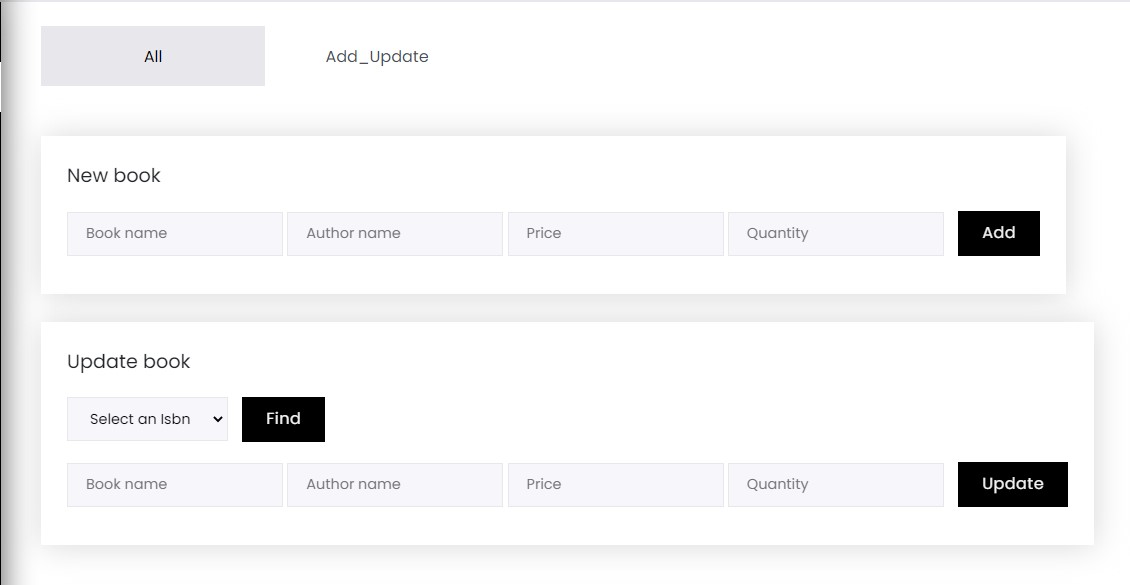 All Add_Update
New book
Book name Author name Price Quantity Add
Update book
Select an Isbn Find
Book name Author name Price Quantity Update